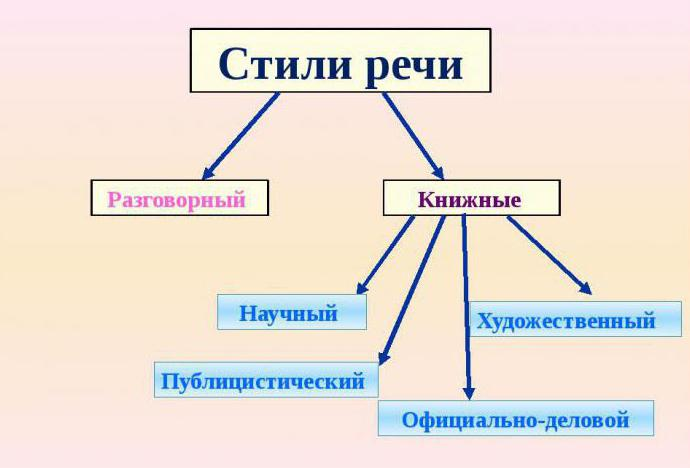 Стили речи
Разговорный
Книжные
Научный
Художественный
Публицистический
Официально-деловой